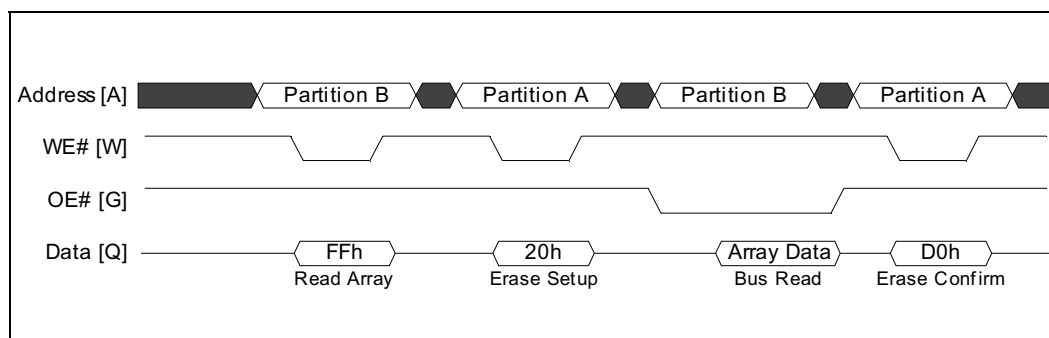 Address [A] Partition B Partition A Partition B Partition A
WE# [W]
OE# [G]
Data [Q] FFh 20h Array Data D0h
Read Array Erase Setup Bus Read Erase Confirm